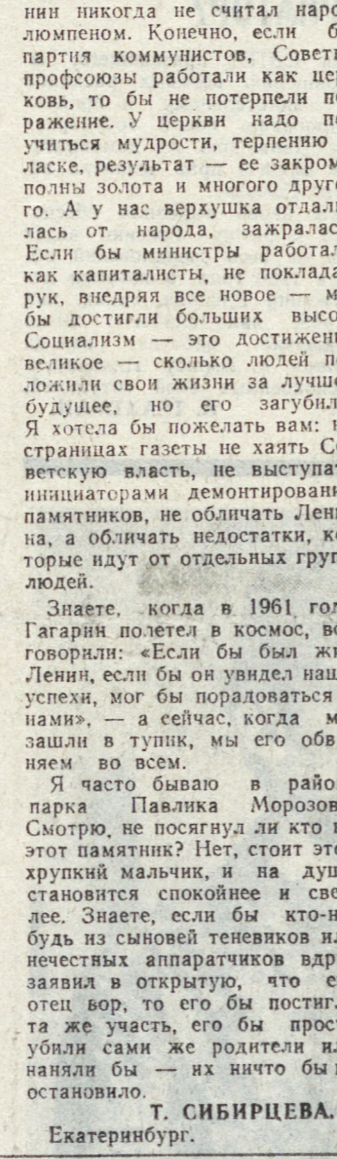 нин никогда не считал наро
люмпеном. Конечно, если б
партия коммунистов, Совет
профсоюзы работали как це
ковь, то бы не потерпели п
ражение. У церкви надо п
учиться мудрости, терпению
ласке, результат — ее закром
полны золота и многого друг
го. А у нас верхушка отдали
лась от народа, зажралас
Если бы министры работал
как капиталисты, не поклада
рук, внедряя все новое — м
бы достигли больших высо
Социализм — это достижени
великое — сколько людей п
ложили свои жизни за лучше
будущее, но его загубил
Я хотела бы пожелать вам: н
страницах газеты не хаять С
ветскую власть, не выступат
инициаторами демонтировани
памятников, не обличать Лени
на, а обличать недостатки, к
торые идут от отдельных груп
людей.
Знаете, когда в 1961 год
Гагарин полетел в космос, вс
говорили: «Если бы был жи
Ленин, если бы он увидел наш
успехи, мог бы порадоваться
нами», — а сейчас, когда м
зашли в тупик, мы его обв
няем во всем.
Я часто бываю в райо
парка Павлика Морозов
Смотрю, не посягнул ли кто н
этот памятник? Нет, стоит это
хрупкий мальчик, и на душ
становится спокойнее и све
лее. Знаете, если бы кто-н
будь из сыновей теневиков и
нечестных аппаратчиков вдр
заявил в открытую, что е
отец вор, то его бы постиг
та же участь, его бы прос
убили сами же родители и
наняли бы — их ничто бы н
остановило.
Т. СИБИРЦЕВА.
Екатеринбург.